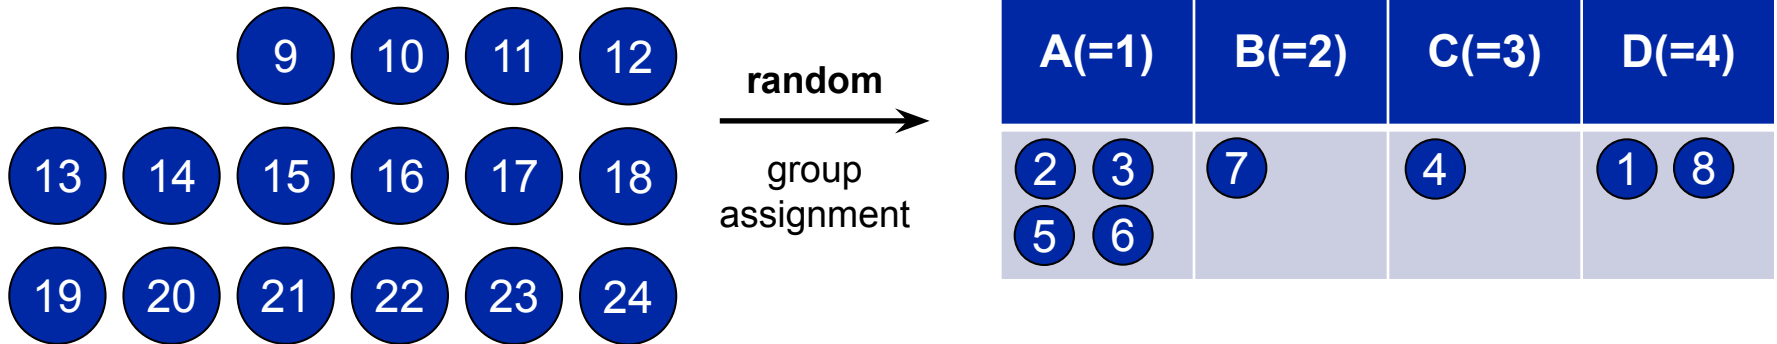 9 10 11 12
13 14 15 16 17 18
19 20 21 22 23 24
random
group
assignment
A(=1) B(=2) C(=3) D(=4)
2 3 7 4 1 8
5 6